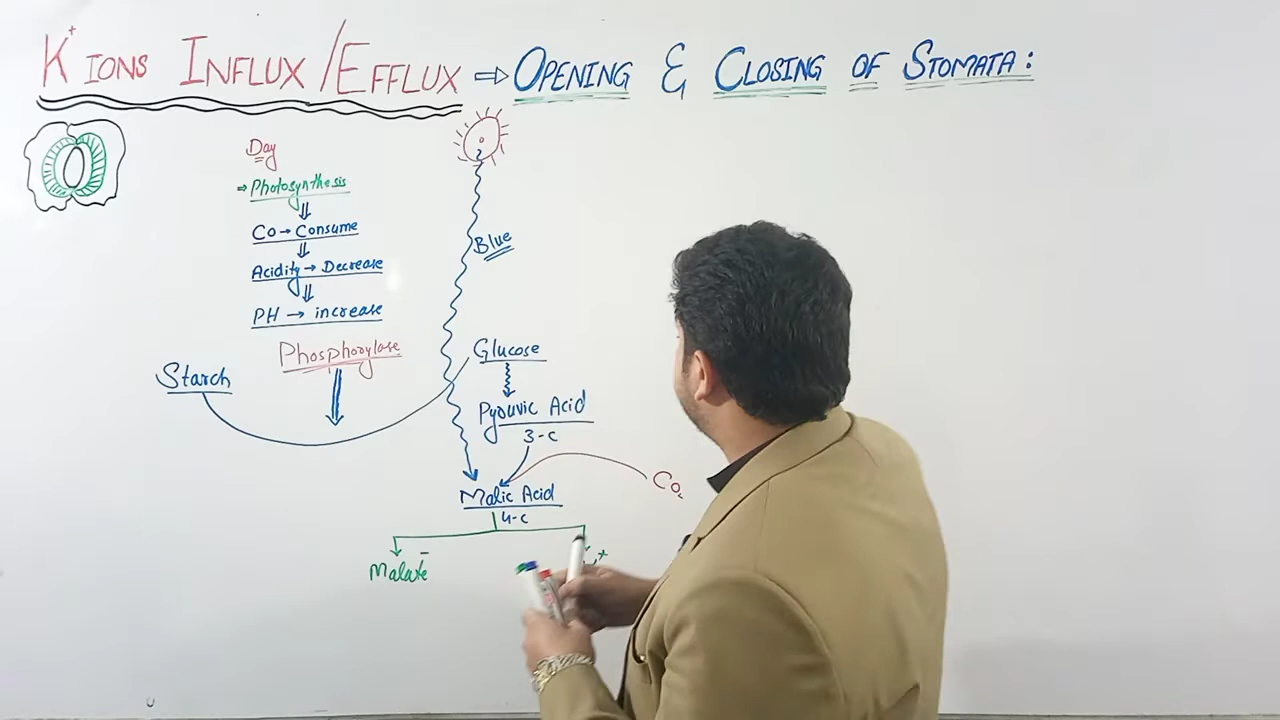 K⁺ IONS INFLUX/EFFLUX ⇒ OPENING & CLOSING OF STOMATA:
Day
⇒ Photosynthesis
⇓
Co → Consume
⇓
Acidity → Decrease
⇓
PH → increase
Phosphorylase
Starch
Blue
Glucose
Pyruvic Acid
3-c
CO₂
Malic Acid
4-c
Malate⁻